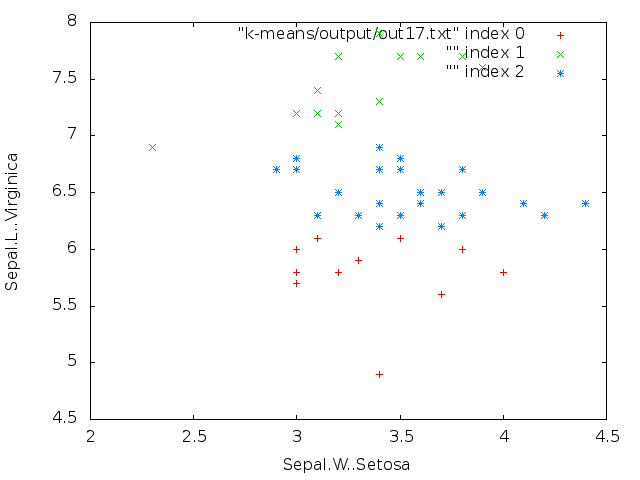 "k-means/output/out17.txt" index 0
"" index 1
"" index 2
8
7.5
7
6.5
6
5.5
5
4.5
2
2.5
3
3.5
4
4.5
Sepal.L..Virginica
Sepal.W..Setosa